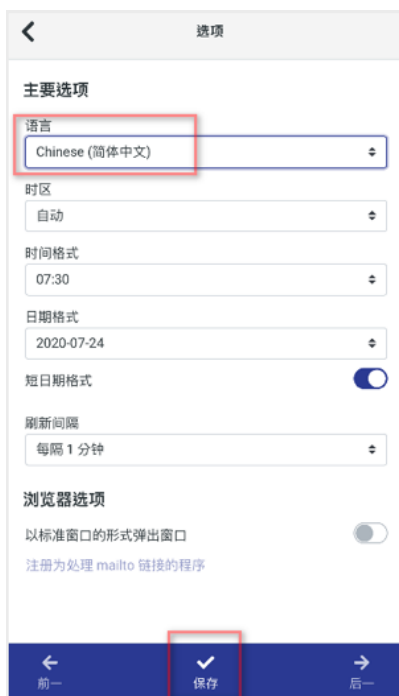 选项
主要选项
语言
Chinese (简体中文)
时区
自动
时间格式
07:30
日期格式
2020-07-24
短日期格式
刷新间隔
每隔 1 分钟
浏览器选项
以标准窗口的形式弹出窗口
注册为处理 mailto 链接的程序
前一
保存
后一